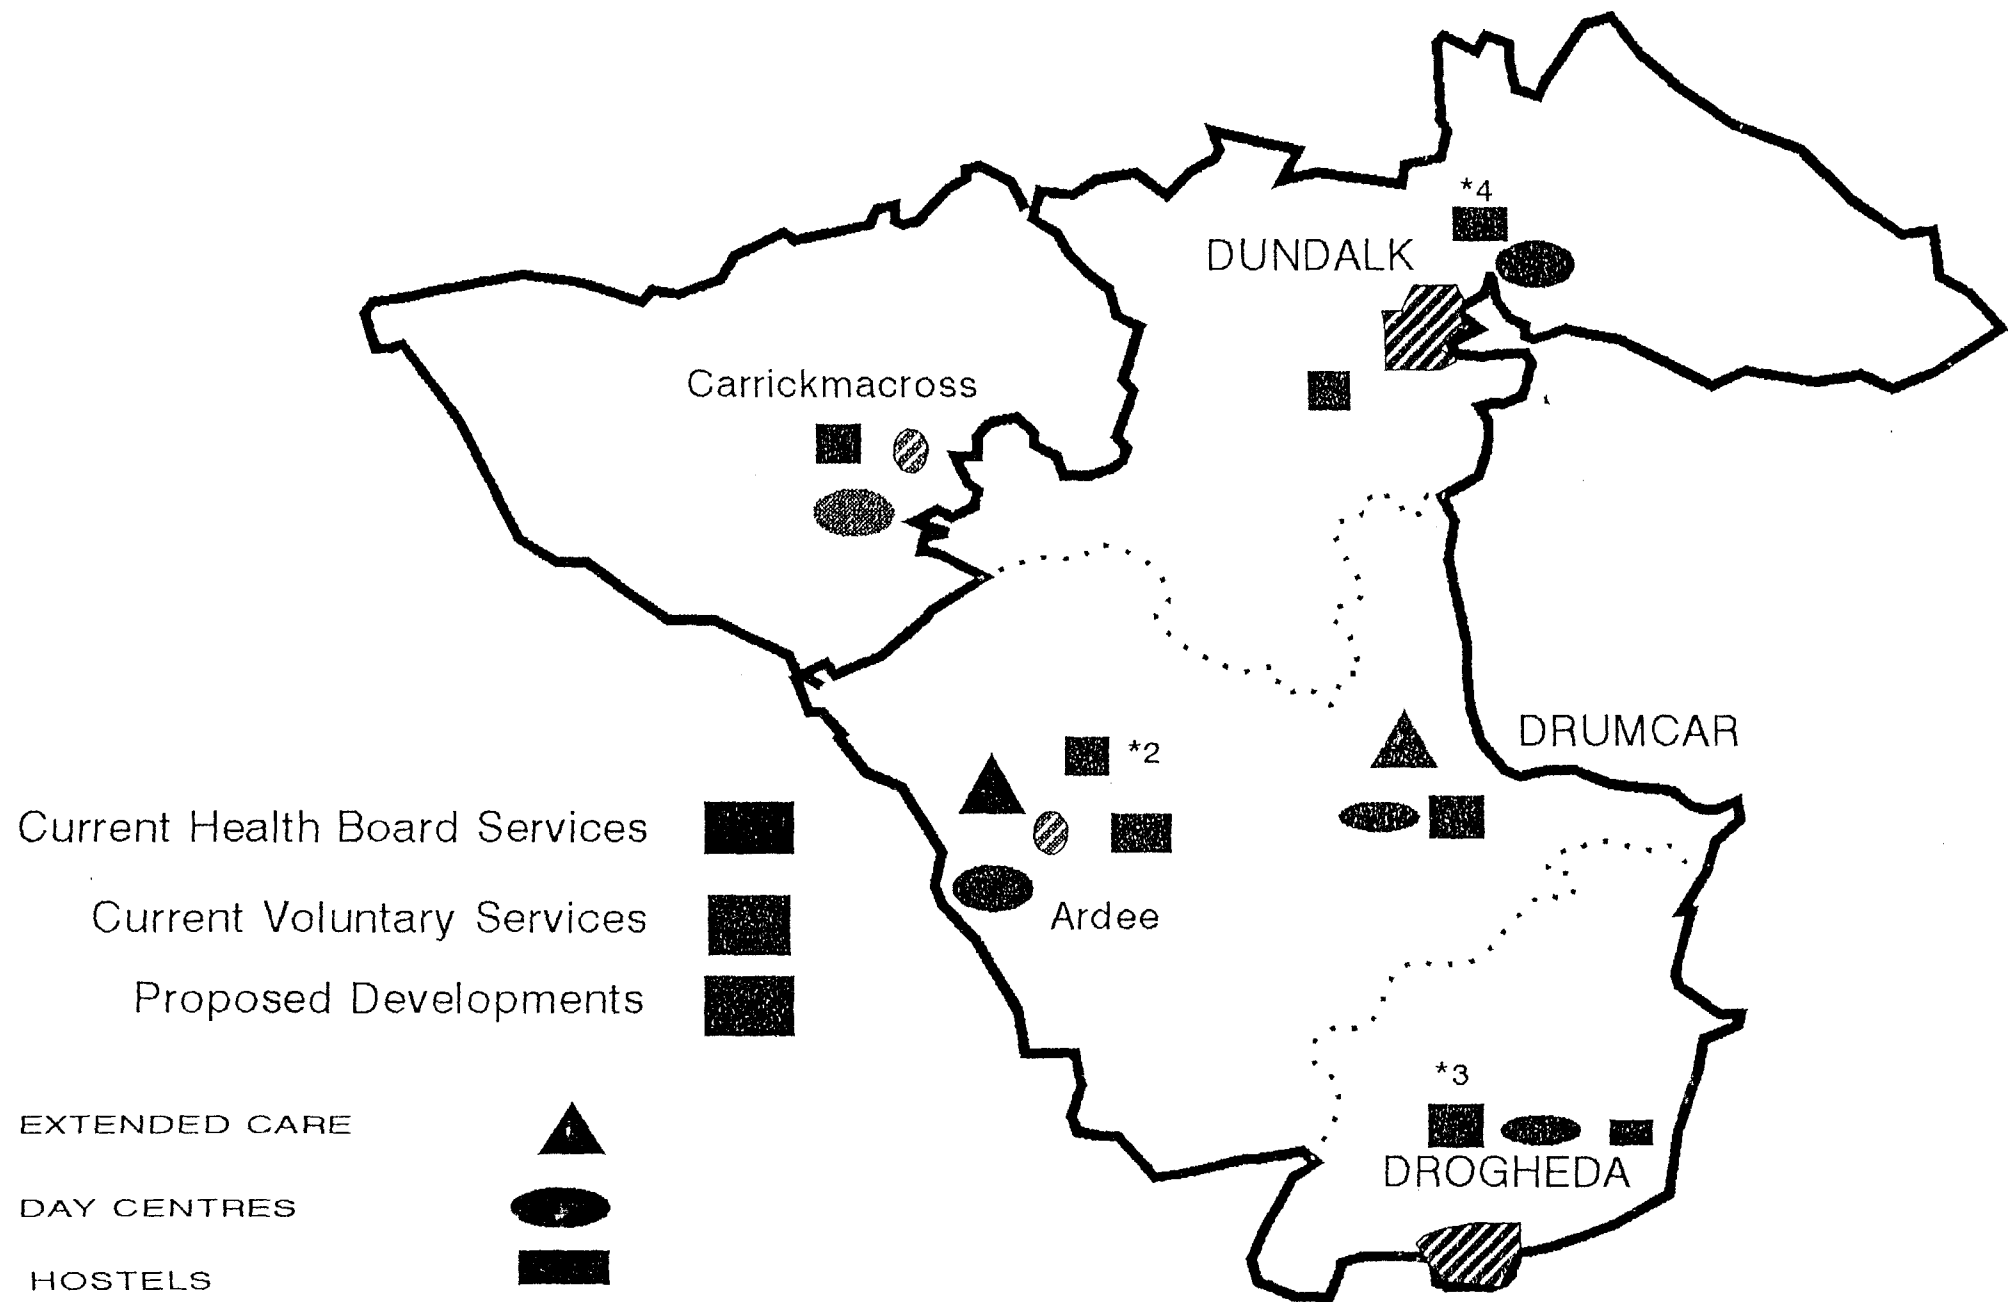 *4
DUNDALK
Carrickmacross
DRUMCAR
*2
Ardee
Current Health Board Services
Current Voluntary Services
Proposed Developments
*3
DROGHEDA
EXTENDED CARE
DAY CENTRES
HOSTELS